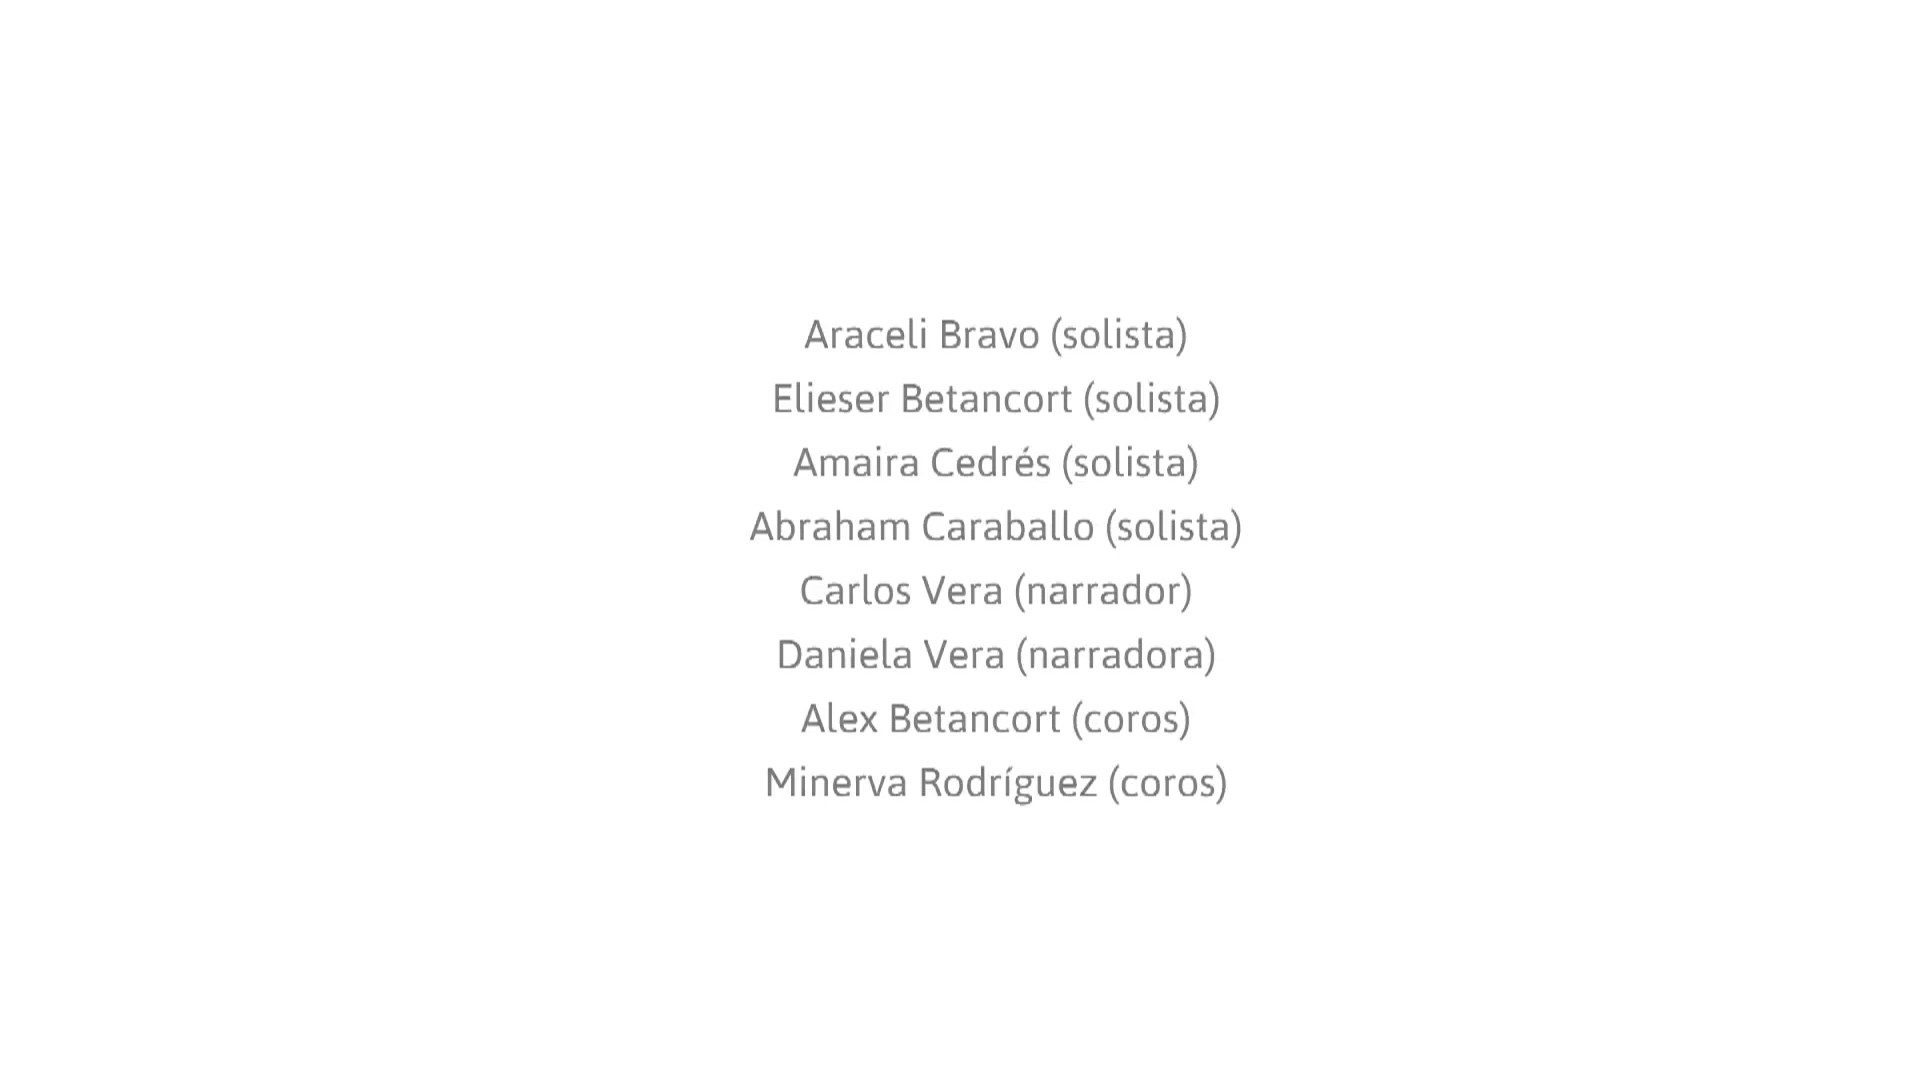 Araceli Bravo (solista)
Elieser Betancort (solista)
Amaira Cedrés (solista)
Abraham Caraballo (solista)
Carlos Vera (narrador)
Daniela Vera (narradora)
Alex Betancort (coros)
Minerva Rodríguez (coros)